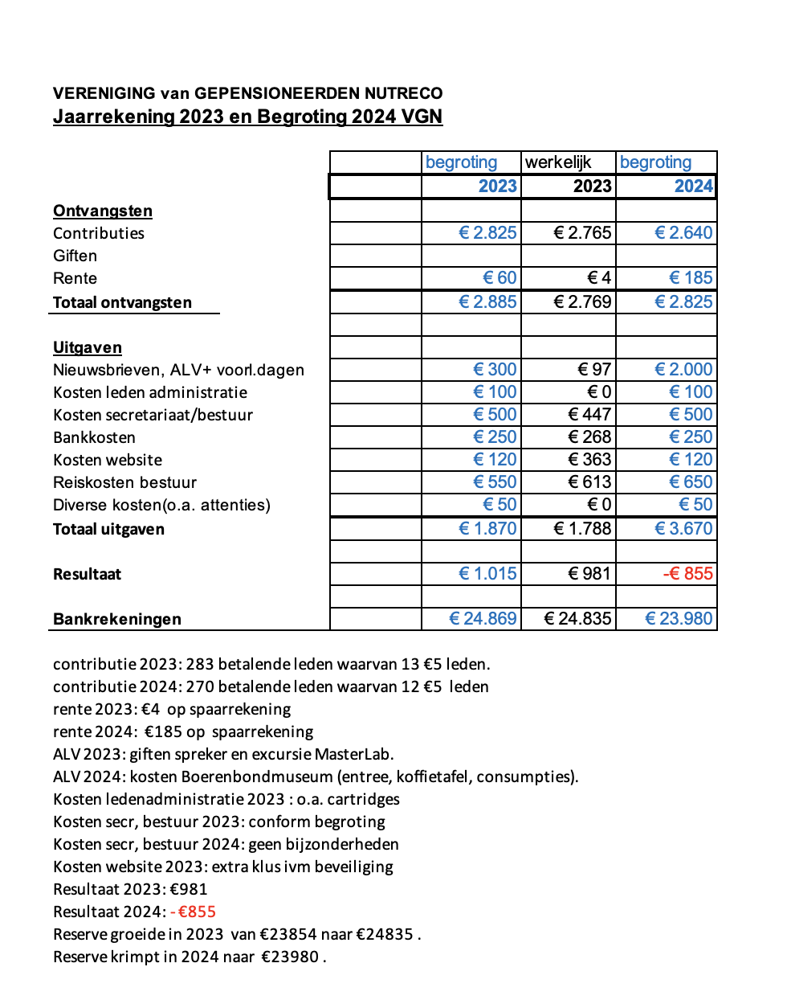 VERENIGING van GEPENSIONEERDEN NUTRECO
Jaarrekening 2023 en Begroting 2024 VGN
begroting werkelijk begroting
2023 2023 2024
Ontvangsten
Contributies € 2.825 € 2.765 € 2.640
Giften
Rente € 60 € 4 € 185
Totaal ontvangsten € 2.885 € 2.769 € 2.825
Uitgaven
Nieuwsbrieven, ALV+ voorl.dagen € 300 € 97 € 2.000
Kosten leden administratie € 100 € 0 € 100
Kosten secretariaat/bestuur € 500 € 447 € 500
Bankkosten € 250 € 268 € 250
Kosten website € 120 € 363 € 120
Reiskosten bestuur € 550 € 613 € 650
Diverse kosten(o.a. attenties) € 50 € 0 € 50
Totaal uitgaven € 1.870 € 1.788 € 3.670
Resultaat € 1.015 € 981 -€ 855
Bankrekeningen € 24.869 € 24.835 € 23.980
contributie 2023: 283 betalende leden waarvan 13 €5 leden.
contributie 2024: 270 betalende leden waarvan 12 €5 leden
rente 2023: €4 op spaarrekening
rente 2024: €185 op spaarrekening
ALV 2023: giften spreker en excursie MasterLab.
ALV 2024: kosten Boerenbondmuseum (entree, koffietafel, consumpties).
Kosten ledenadministratie 2023 : o.a. cartridges
Kosten secr, bestuur 2023: conform begroting
Kosten secr, bestuur 2024: geen bijzonderheden
Kosten website 2023: extra klus ivm beveiliging
Resultaat 2023: €981
Resultaat 2024: - €855
Reserve groeide in 2023 van €23854 naar €24835 .
Reserve krimpt in 2024 naar €23980 .